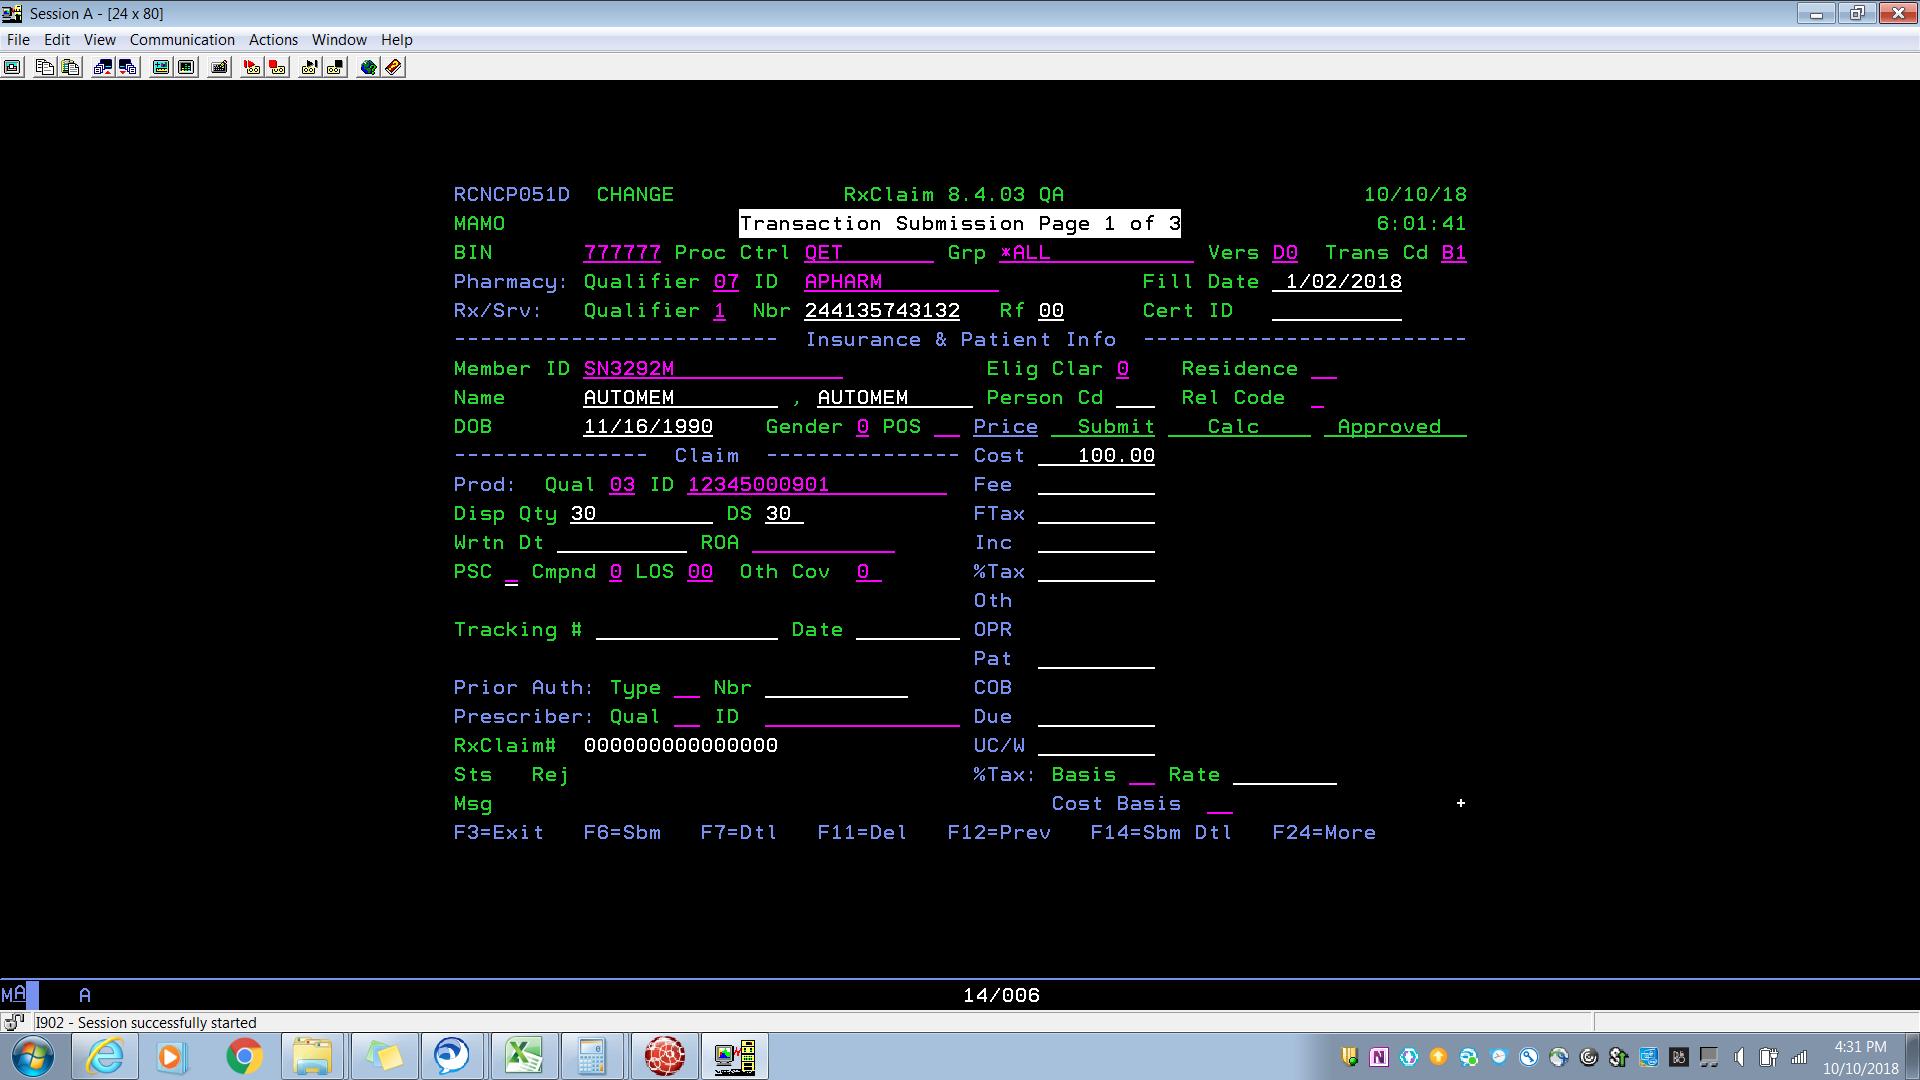 Session A - [24 x 80]
File Edit View Communication Actions Window Help
RCNCP051D CHANGE RxClaim 8.4.03 QA 10/10/18
MAMO Transaction Submission Page 1 of 3 6:01:41
BIN 777777 Proc Ctrl QET Grp *ALL Vers D0 Trans Cd B1
Pharmacy: Qualifier 07 ID APHARM Fill Date 1/02/2018
Rx/Srv: Qualifier 1 Nbr 244135743132 Rf 00 Cert ID
------------------------- Insurance & Patient Info -------------------------
Member ID SN3292M Elig Clar 0 Residence
Name AUTOMEM , AUTOMEM Person Cd Rel Code
DOB 11/16/1990 Gender 0 POS Price Submit Calc Approved
--------------- Claim --------------- Cost 100.00
Prod: Qual 03 ID 12345000901 Fee
Disp Qty 30 DS 30 FTax
Wrtn Dt ROA Inc
PSC Cmpnd 0 LOS 00 Oth Cov 0 %Tax
Oth
Tracking # Date OPR
Pat
Prior Auth: Type Nbr COB
Prescriber: Qual ID Due
RxClaim# 000000000000000 UC/W
Sts Rej %Tax: Basis Rate
Msg Cost Basis +
F3=Exit F6=Sbm F7=Dtl F11=Del F12=Prev F14=Sbm Dtl F24=More
MA A 14/006
I902 - Session successfully started
4:31 PM
10/10/2018